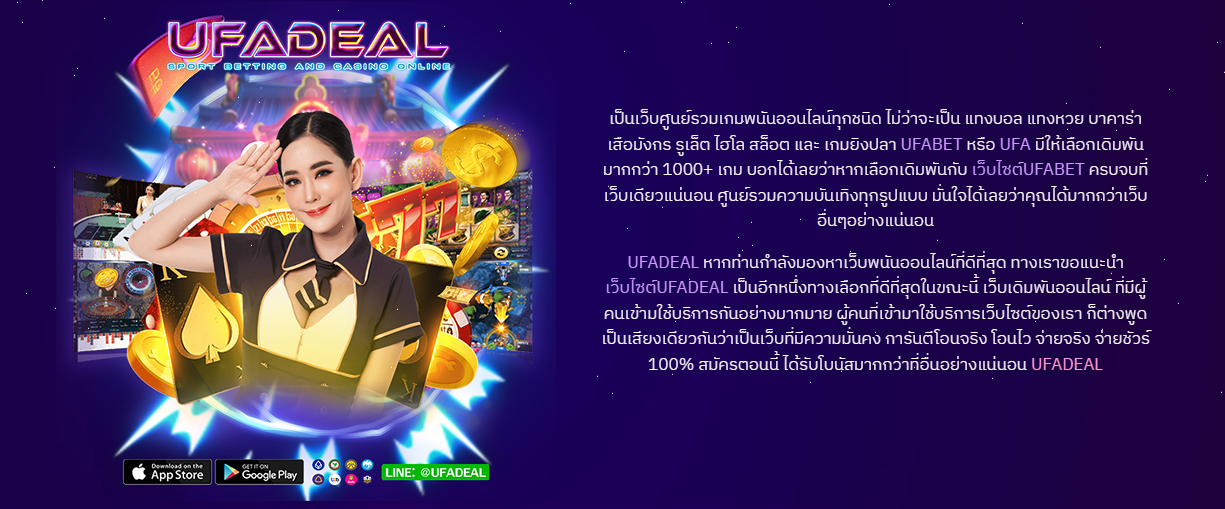 UFADEAL
SPORT BETTING AND CASINO ONLINE
เป็นเว็บศูนย์รวมเกมพนันออนไลน์ทุกชนิด ไม่ว่าจะเป็น แทงบอล แทงหวย บาคาร่า
เสือมังกร รูเล็ต ไฮโล สล็อต และ เกมยิงปลา UFABET หรือ UFA มีให้เลือกเดิมพัน
มากกว่า 1000+ เกม บอกได้เลยว่าหากเลือกเดิมพันกับ เว็บไซต์UFABET ครบจบที่
เว็บเดียวแน่นอน ศูนย์รวมความบันเทิงทุกรูปแบบ มั่นใจได้เลยว่าคุณได้มากกว่าเว็บ
อื่นๆอย่างแน่นอน
UFADEAL หากท่านกำลังมองหาเว็บพนันออนไลน์ที่ดีที่สุด ทางเราขอแนะนำ
เว็บไซต์UFADEAL เป็นอีกหนึ่งทางเลือกที่ดีที่สุดในขณะนี้ เว็บเดิมพันออนไลน์ ที่มีผู้
คนเข้ามใช้บริการกันอย่างมากมาย ผู้คนที่เข้ามาใช้บริการเว็บไซต์ของเรา ก็ต่างพูด
เป็นเสียงเดียวกันว่าเป็นเว็บที่มีความมั่นคง การันตีโอนจริง โอนไว จ่ายจริง จ่ายชัวร์
100% สมัครตอนนี้ ได้รับโบนัสมากกว่าที่อื่นอย่างแน่นอน UFADEAL
777
K
K
Download on the
App Store
GET IT ON
Google Play
LINE: @UFADEAL